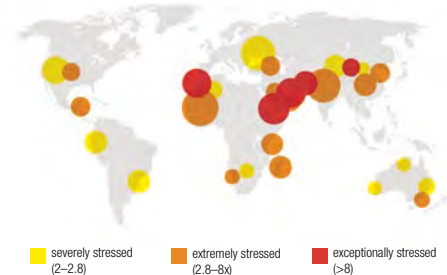 severely stressed
(2–2.8)
extremely stressed
(2.8–8x)
exceptionally stressed
(>8)